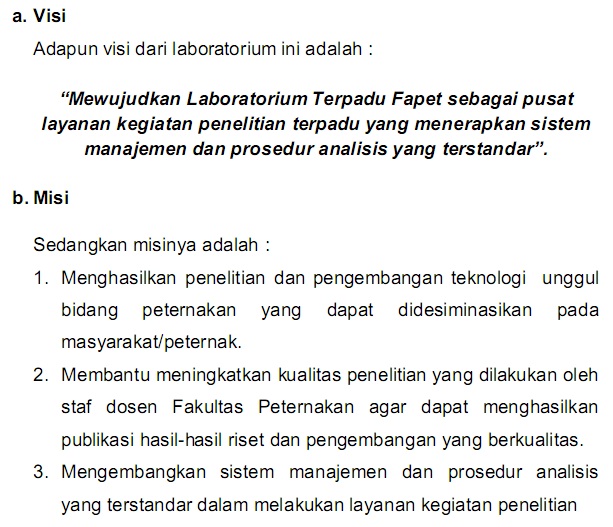 a. Visi
Adapun visi dari laboratorium ini adalah :
“Mewujudkan Laboratorium Terpadu Fapet sebagai pusat
layanan kegiatan penelitian terpadu yang menerapkan sistem
manajemen dan prosedur analisis yang terstandar”.
b. Misi
Sedangkan misinya adalah :
1. Menghasilkan penelitian dan pengembangan teknologi unggul
bidang peternakan yang dapat didesiminasikan pada
masyarakat/peternak.
2. Membantu meningkatkan kualitas penelitian yang dilakukan oleh
staf dosen Fakultas Peternakan agar dapat menghasilkan
publikasi hasil-hasil riset dan pengembangan yang berkualitas.
3. Mengembangkan sistem manajemen dan prosedur analisis
yang terstandar dalam melakukan layanan kegiatan penelitian